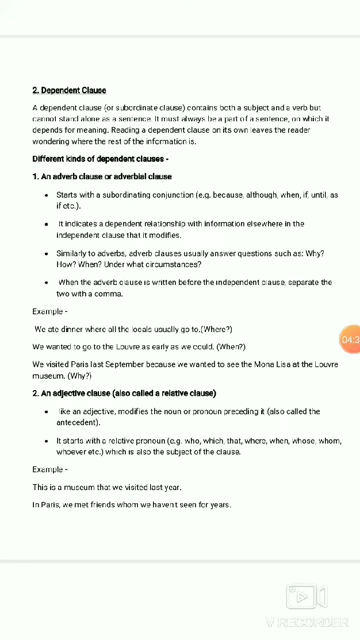 2. Dependent Clause
A dependent clause (or subordinate clause) contains both a subject and a verb but
cannot stand alone as a sentence. It must always be a part of a sentence, on which it
depends for meaning. Reading a dependent clause on its own leaves the reader
wondering where the rest of the information is.
Different kinds of dependent clauses -
1. An adverb clause or adverbial clause
• Starts with a subordinating conjunction (e.g. because, although, when, if, until, as
if etc.).
• It indicates a dependent relationship with information elsewhere in the
independent clause that it modifies.
• Similarly to adverbs, adverb clauses usually answer questions such as: Why?
How? When? Under what circumstances?
• When the adverb clause is written before the independent clause, separate the
two with a comma.
Example -
We ate dinner where all the locals usually go to.(Where?)
We wanted to go to the Louvre as early as we could. (When?)
We visited Paris last September because we wanted to see the Mona Lisa at the Louvre
museum. (Why?)
2. An adjective clause (also called a relative clause)
• like an adjective, modifies the noun or pronoun preceding it (also called the
antecedent).
• It starts with a relative pronoun (e.g. who, which, that, where, when, whose, whom,
whoever etc.) which is also the subject of the clause.
Example -
This is a museum that we visited last year.
In Paris, we met friends whom we haven't seen for years.
04:3
V RECORDER